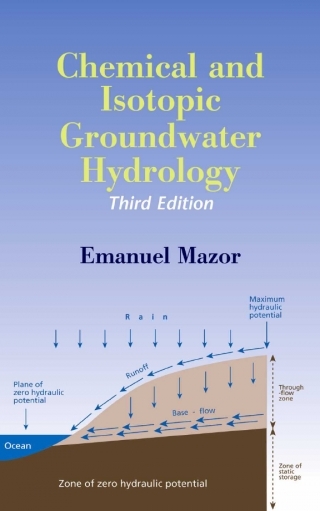 Chemical and
Isotopic
Groundwater
Hydrology
Third Edition
Emanuel Mazor
Maximum
hydraulic
potential
Rain
Runoff
Plane of
zero hydraulic
potential
Through
-flow
zone
Base - flow
Ocean
Zone of
static
storage
Zone of zero hydraulic potential